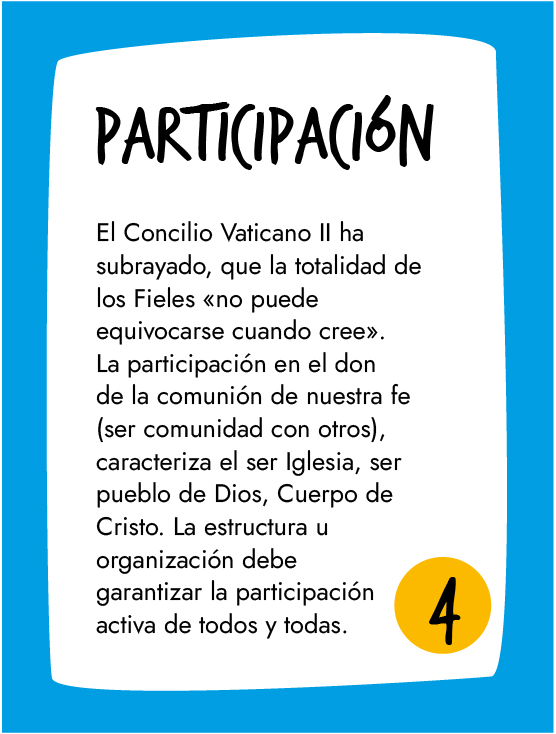 PARTICIPACIÓN
El Concilio Vaticano II ha
subrayado, que la totalidad de
los Fieles «no puede
equivocarse cuando cree».
La participación en el don
de la comunión de nuestra fe
(ser comunidad con otros),
caracteriza el ser Iglesia, ser
pueblo de Dios, Cuerpo de
Cristo. La estructura u
organización debe
garantizar la participación
activa de todos y todas.
4